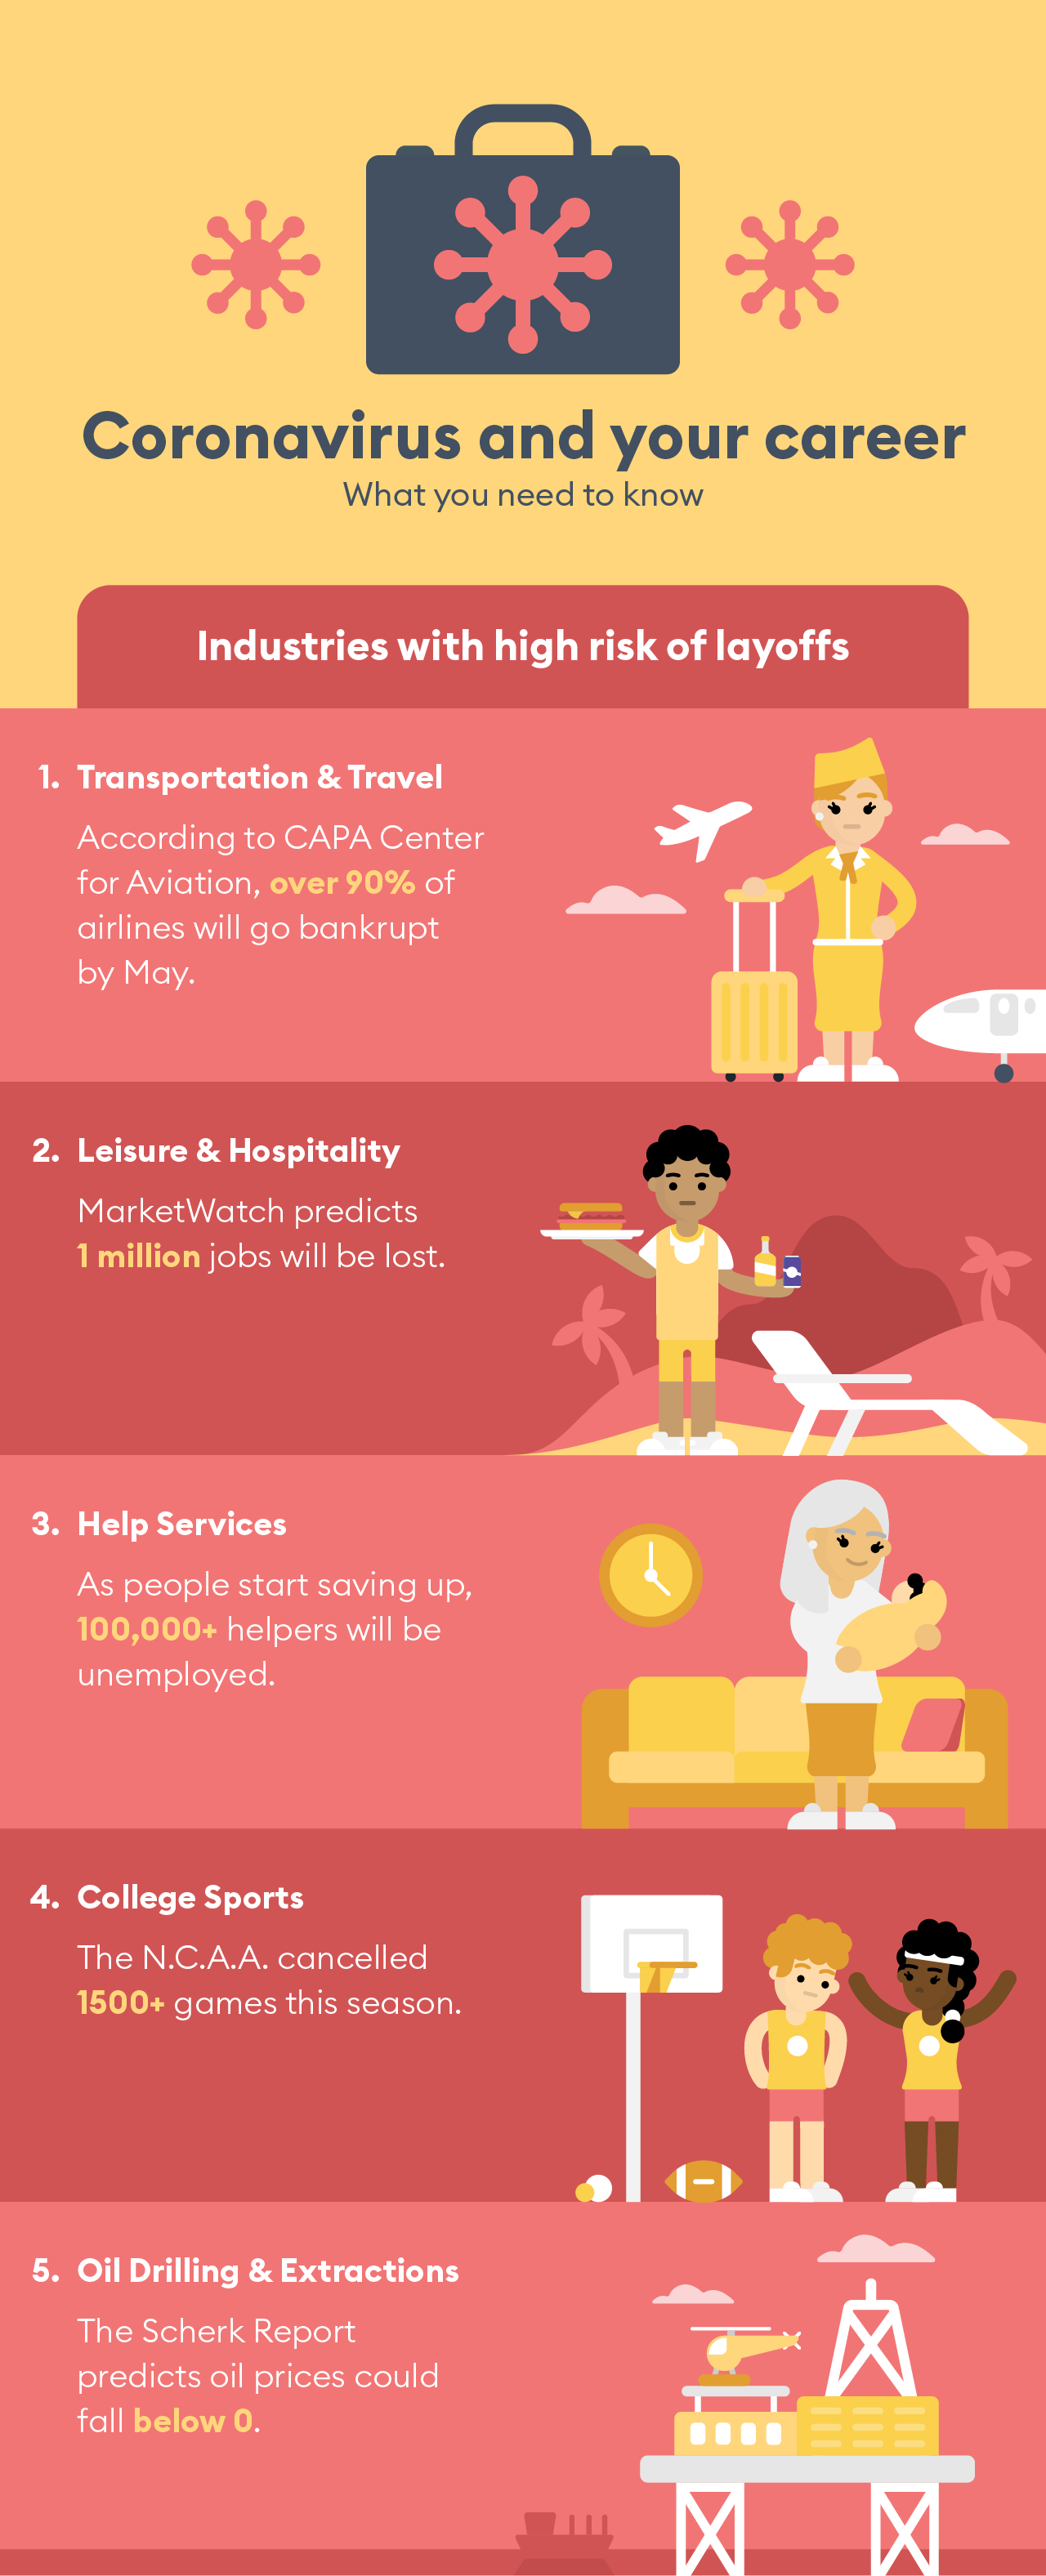 Coronavirus and your career
What you need to know
Industries with high risk of layoffs
1. Transportation & Travel
According to CAPA Center
for Aviation, over 90% of
airlines will go bankrupt
by May.
2. Leisure & Hospitality
MarketWatch predicts
1 million jobs will be lost.
3. Help Services
As people start saving up,
100,000+ helpers will be
unemployed.
4. College Sports
The N.C.A.A. cancelled
1500+ games this season.
5. Oil Drilling & Extractions
The Scherk Report
predicts oil prices could
fall below 0.